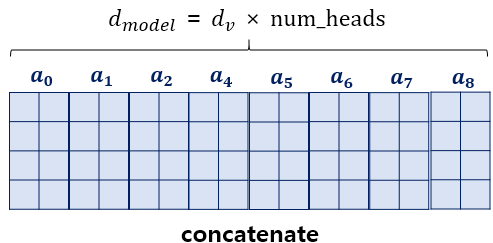 d_model = d_v × num_heads
a_0 a_1 a_2 a_4 a_5 a_6 a_7 a_8
concatenate